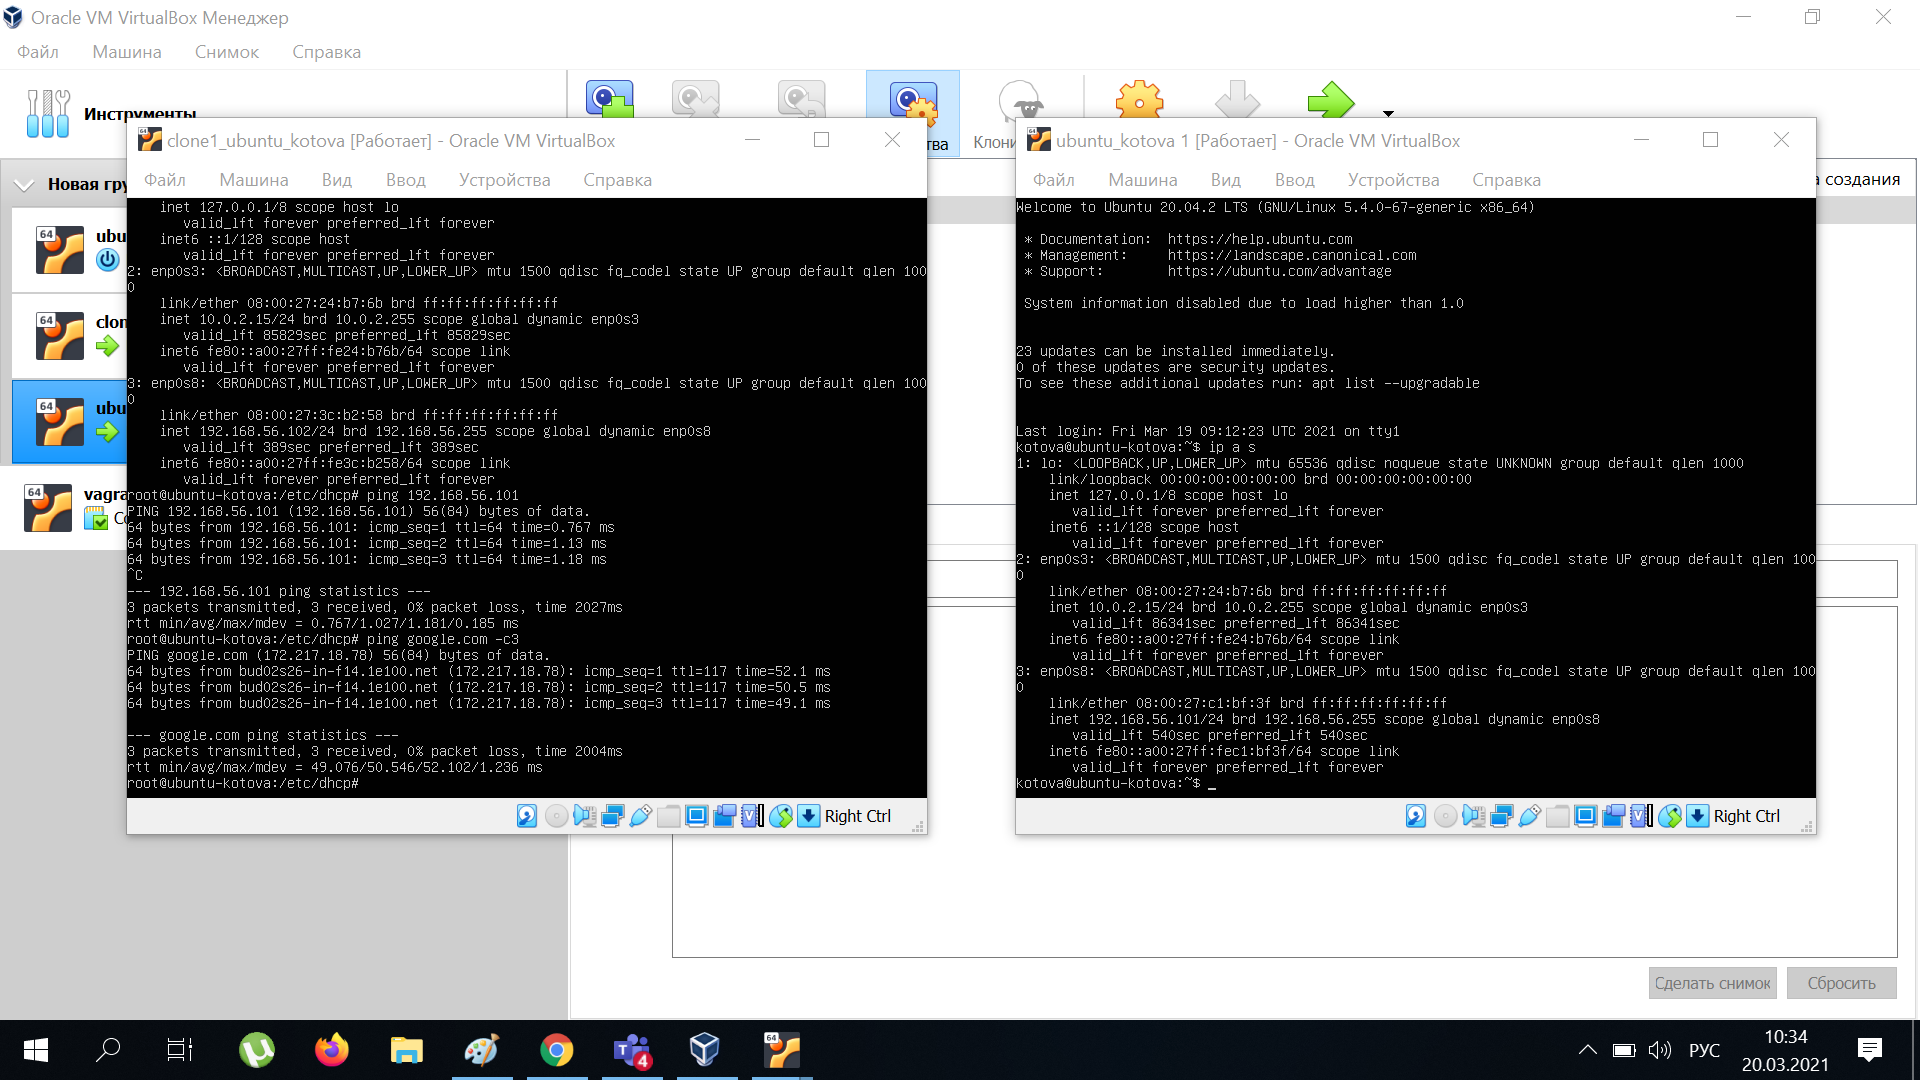 Oracle VM VirtualBox Менеджер
Файл Машина Снимок Справка
Инструменты
Клони
ства
Новая гру
а создания
ubu
clon
ubu
vagra
clone1_ubuntu_kotova [Работает] - Oracle VM VirtualBox
Файл Машина Вид Ввод Устройства Справка
inet 127.0.0.1/8 scope host lo
valid_lft forever preferred_lft forever
inet6 ::1/128 scope host
valid_lft forever preferred_lft forever
2: enp0s3: <BROADCAST,MULTICAST,UP,LOWER_UP> mtu 1500 qdisc fq_codel state UP group default qlen 100
0
link/ether 08:00:27:24:b7:6b brd ff:ff:ff:ff:ff:ff
inet 10.0.2.15/24 brd 10.0.2.255 scope global dynamic enp0s3
valid_lft 85829sec preferred_lft 85829sec
inet6 fe80::a00:27ff:fe24:b76b/64 scope link
valid_lft forever preferred_lft forever
3: enp0s8: <BROADCAST,MULTICAST,UP,LOWER_UP> mtu 1500 qdisc fq_codel state UP group default qlen 100
0
link/ether 08:00:27:3c:b2:58 brd ff:ff:ff:ff:ff:ff
inet 192.168.56.102/24 brd 192.168.56.255 scope global dynamic enp0s8
valid_lft 389sec preferred_lft 389sec
inet6 fe80::a00:27ff:fe3c:b258/64 scope link
valid_lft forever preferred_lft forever
root@ubuntu-kotova:/etc/dhcp# ping 192.168.56.101
PING 192.168.56.101 (192.168.56.101) 56(84) bytes of data.
64 bytes from 192.168.56.101: icmp_seq=1 ttl=64 time=0.767 ms
64 bytes from 192.168.56.101: icmp_seq=2 ttl=64 time=1.13 ms
64 bytes from 192.168.56.101: icmp_seq=3 ttl=64 time=1.18 ms
^C
--- 192.168.56.101 ping statistics ---
3 packets transmitted, 3 received, 0% packet loss, time 2027ms
rtt min/avg/max/mdev = 0.767/1.027/1.181/0.185 ms
root@ubuntu-kotova:/etc/dhcp# ping google.com -c3
PING google.com (172.217.18.78) 56(84) bytes of data.
64 bytes from bud02s26-in-f14.1e100.net (172.217.18.78): icmp_seq=1 ttl=117 time=52.1 ms
64 bytes from bud02s26-in-f14.1e100.net (172.217.18.78): icmp_seq=2 ttl=117 time=50.5 ms
64 bytes from bud02s26-in-f14.1e100.net (172.217.18.78): icmp_seq=3 ttl=117 time=49.1 ms
--- google.com ping statistics ---
3 packets transmitted, 3 received, 0% packet loss, time 2004ms
rtt min/avg/max/mdev = 49.076/50.546/52.102/1.236 ms
root@ubuntu-kotova:/etc/dhcp#
Right Ctrl
ubuntu_kotova 1 [Работает] - Oracle VM VirtualBox
Файл Машина Вид Ввод Устройства Справка
Welcome to Ubuntu 20.04.2 LTS (GNU/Linux 5.4.0-67-generic x86_64)
* Documentation: https://help.ubuntu.com
* Management: https://landscape.canonical.com
* Support: https://ubuntu.com/advantage
System information disabled due to load higher than 1.0
23 updates can be installed immediately.
0 of these updates are security updates.
To see these additional updates run: apt list --upgradable
Last login: Fri Mar 19 09:12:23 UTC 2021 on tty1
kotova@ubuntu-kotova:~$ ip a s
1: lo: <LOOPBACK,UP,LOWER_UP> mtu 65536 qdisc noqueue state UNKNOWN group default qlen 1000
link/loopback 00:00:00:00:00:00 brd 00:00:00:00:00:00
inet 127.0.0.1/8 scope host lo
valid_lft forever preferred_lft forever
inet6 ::1/128 scope host
valid_lft forever preferred_lft forever
2: enp0s3: <BROADCAST,MULTICAST,UP,LOWER_UP> mtu 1500 qdisc fq_codel state UP group default qlen 100
0
link/ether 08:00:27:24:b7:6b brd ff:ff:ff:ff:ff:ff
inet 10.0.2.15/24 brd 10.0.2.255 scope global dynamic enp0s3
valid_lft 86341sec preferred_lft 86341sec
inet6 fe80::a00:27ff:fe24:b76b/64 scope link
valid_lft forever preferred_lft forever
3: enp0s8: <BROADCAST,MULTICAST,UP,LOWER_UP> mtu 1500 qdisc fq_codel state UP group default qlen 100
0
link/ether 08:00:27:c1:bf:3f brd ff:ff:ff:ff:ff:ff
inet 192.168.56.101/24 brd 192.168.56.255 scope global dynamic enp0s8
valid_lft 540sec preferred_lft 540sec
inet6 fe80::a00:27ff:fec1:bf3f/64 scope link
valid_lft forever preferred_lft forever
kotova@ubuntu-kotova:~$ _
Right Ctrl
Сделать снимок Сбросить
РУС
10:34
20.03.2021